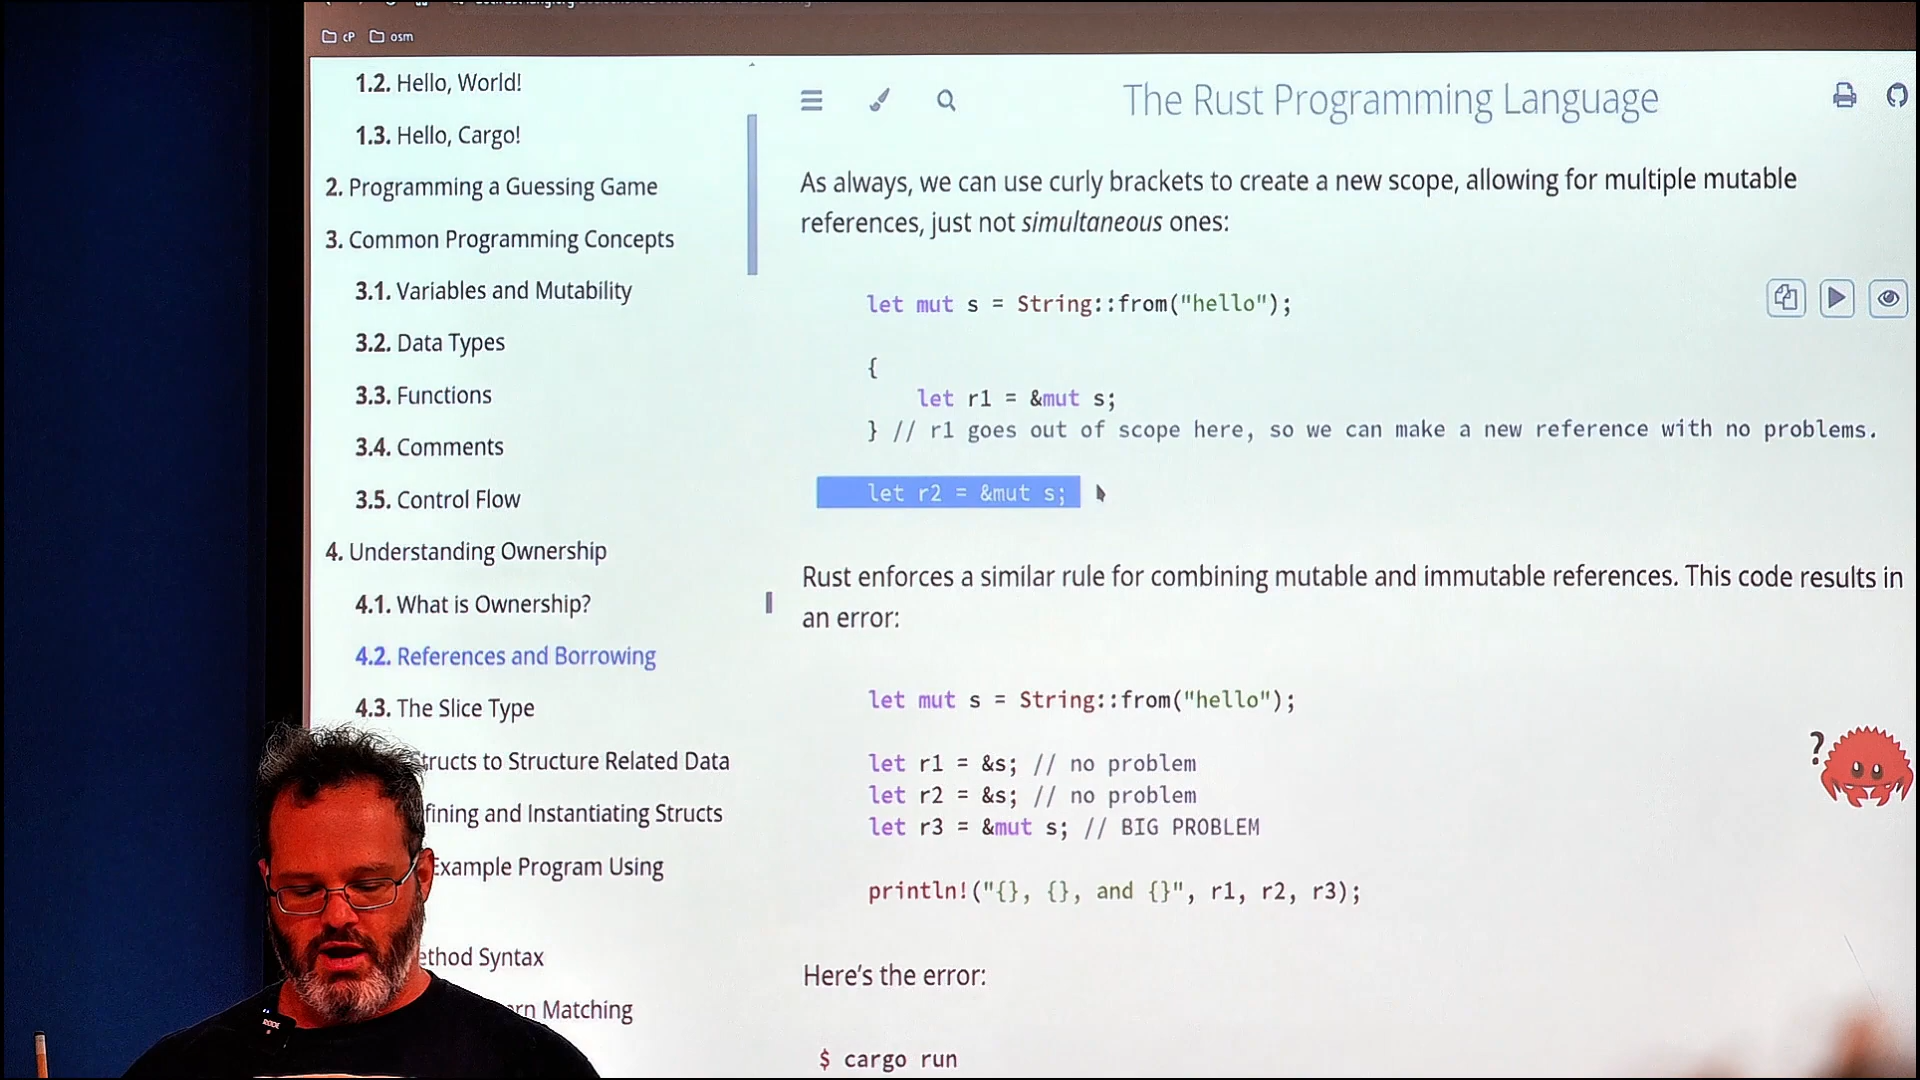 cP osm
1.2. Hello, World!
1.3. Hello, Cargo!
2. Programming a Guessing Game
3. Common Programming Concepts
3.1. Variables and Mutability
3.2. Data Types
3.3. Functions
3.4. Comments
3.5. Control Flow
4. Understanding Ownership
4.1. What is Ownership?
4.2. References and Borrowing
4.3. The Slice Type
tructs to Structure Related Data
fining and Instantiating Structs
Example Program Using
ethod Syntax
rn Matching
The Rust Programming Language
As always, we can use curly brackets to create a new scope, allowing for multiple mutable
references, just not simultaneous ones:
let mut s = String::from("hello");
{
let r1 = &mut s;
} // r1 goes out of scope here, so we can make a new reference with no problems.
let r2 = &mut s;
Rust enforces a similar rule for combining mutable and immutable references. This code results in
an error:
let mut s = String::from("hello");
let r1 = &s; // no problem
let r2 = &s; // no problem
let r3 = &mut s; // BIG PROBLEM
println!("{}, {}, and {}", r1, r2, r3);
?
Here's the error:
$ cargo run
RODE